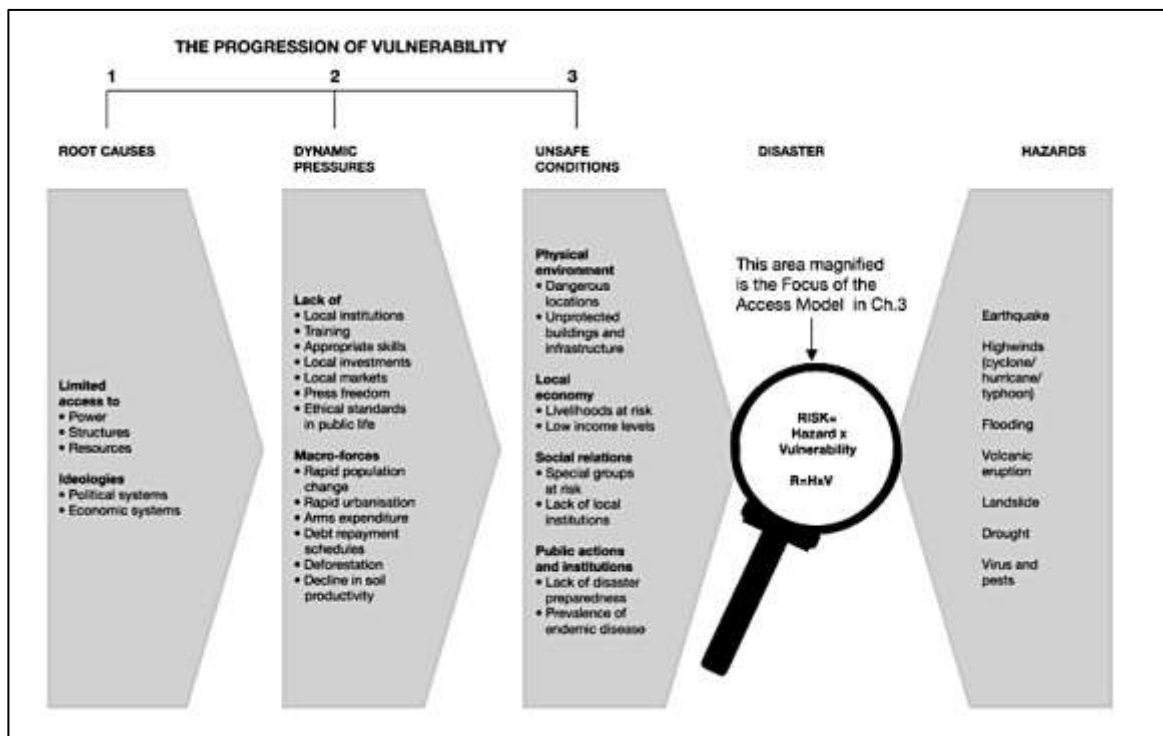 THE PROGRESSION OF VULNERABILITY
1
2
3
ROOT CAUSES
DYNAMIC
PRESSURES
UNSAFE
CONDITIONS
DISASTER
HAZARDS
Limited
access to
• Power
• Structures
• Resources
Ideologies
• Political systems
• Economic systems
Lack of
• Local institutions
• Training
• Appropriate skills
• Local investments
• Local markets
• Press freedom
• Ethical standards
in public life
Macro-forces
• Rapid population
change
• Rapid urbanisation
• Arms expenditure
• Debt repayment
schedules
• Deforestation
• Decline in soil
productivity
Physical
environment
• Dangerous
locations
• Unprotected
buildings and
infrastructure
Local
economy
• Livelihoods at risk
• Low income levels
Social relations
• Special groups
at risk
• Lack of local
institutions
Public actions
and institutions
• Lack of disaster
preparedness
• Prevalence of
endemic disease
This area magnified
is the Focus of the
Access Model in Ch.3
RISK=
Hazard x
Vulnerability
R=HxV
Earthquake
Highwinds
(cyclone/
hurricane/
typhoon)
Flooding
Volcanic
eruption
Landslide
Drought
Virus and
pests